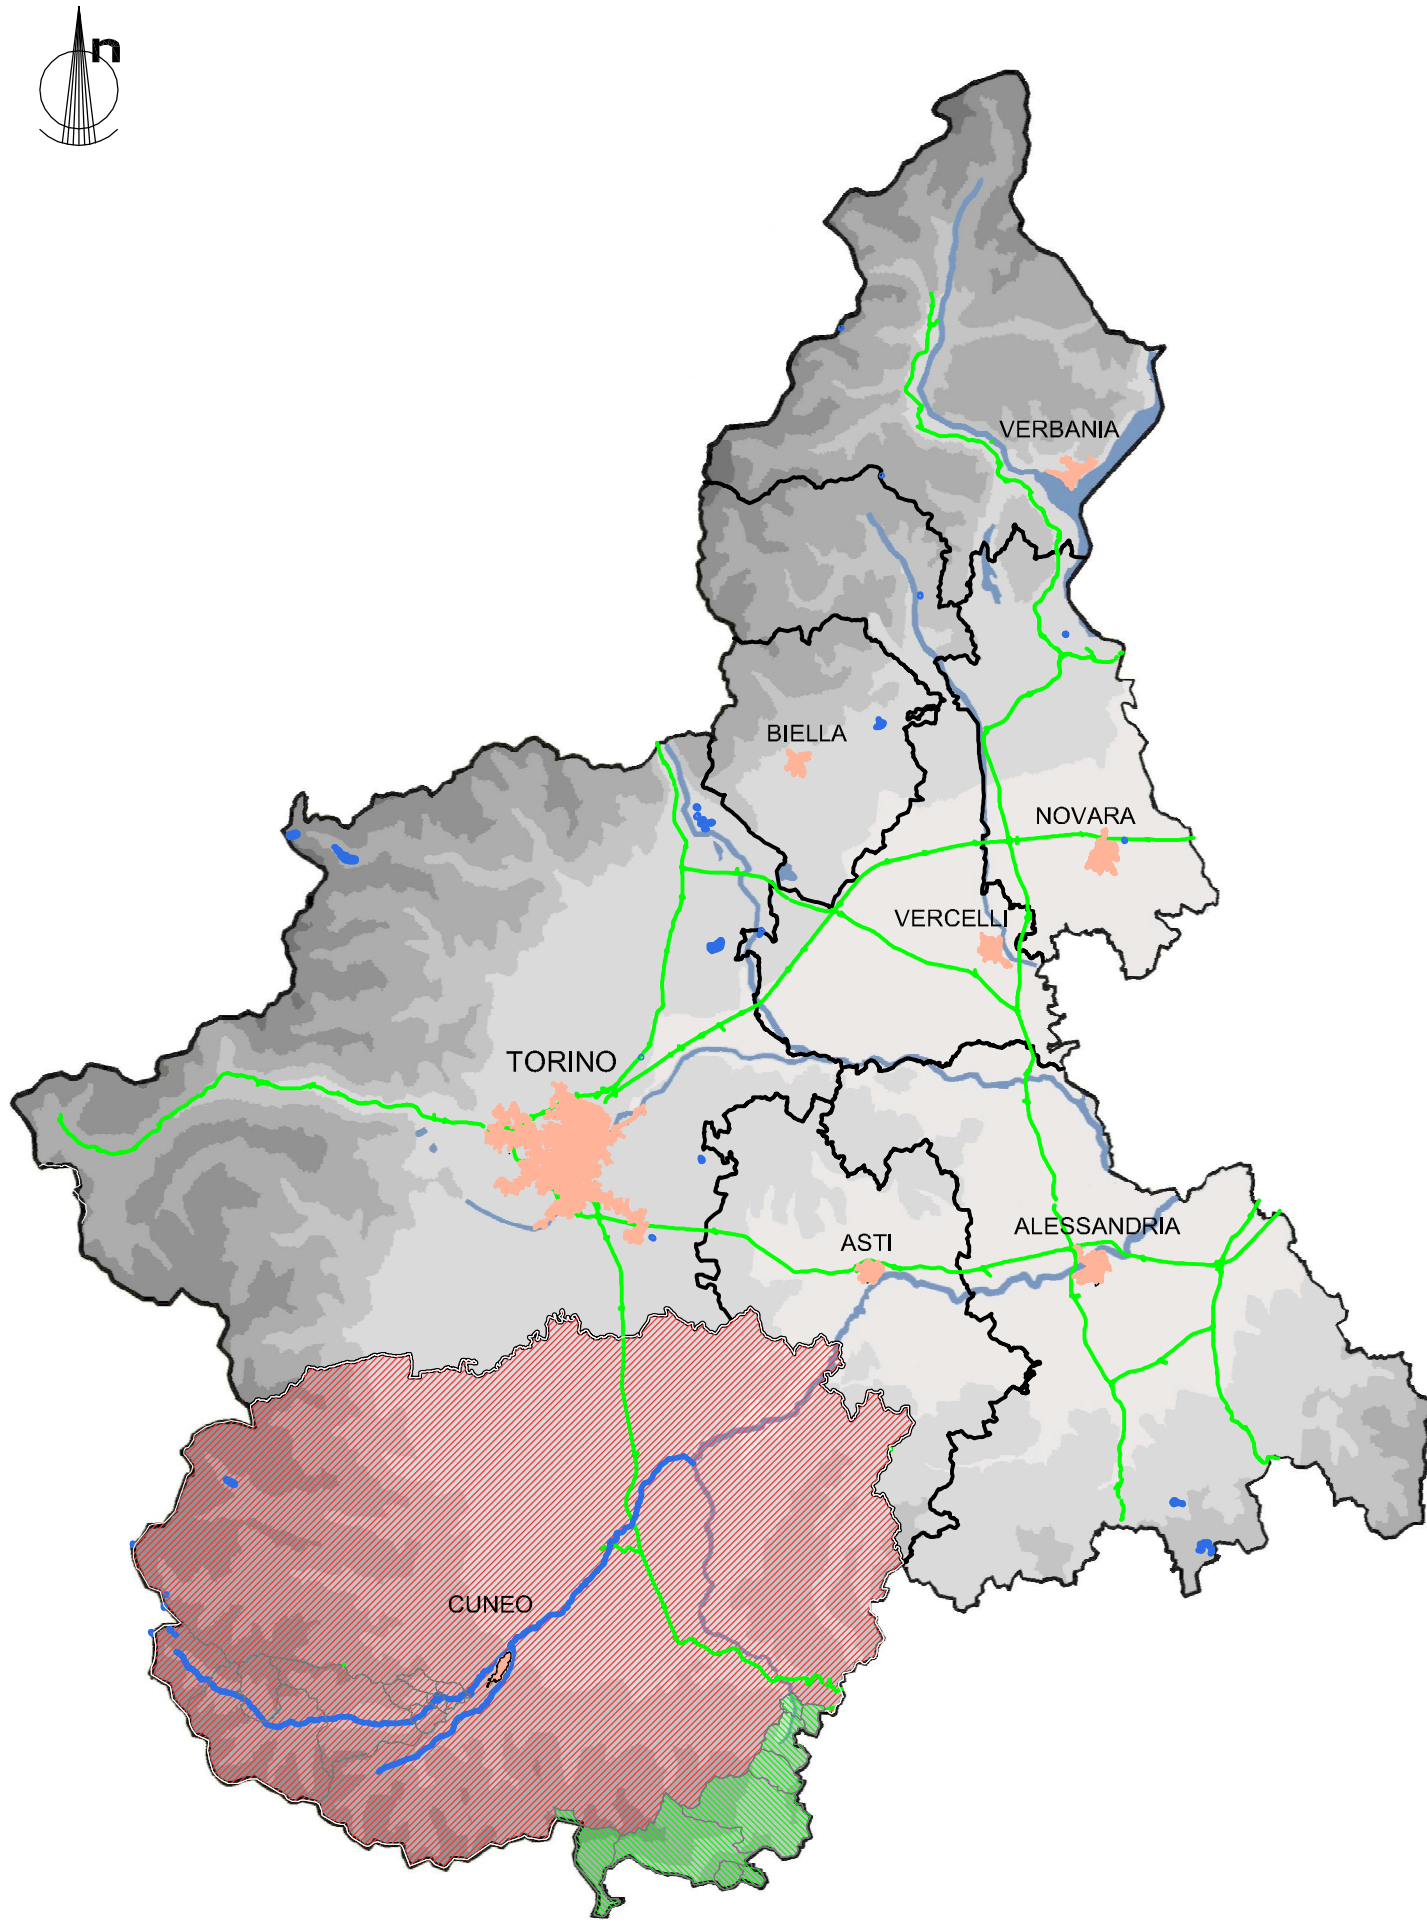 n
VERBANIA
BIELLA
NOVARA
VERCELLI
TORINO
ALESSANDRIA
ASTI
CUNEO